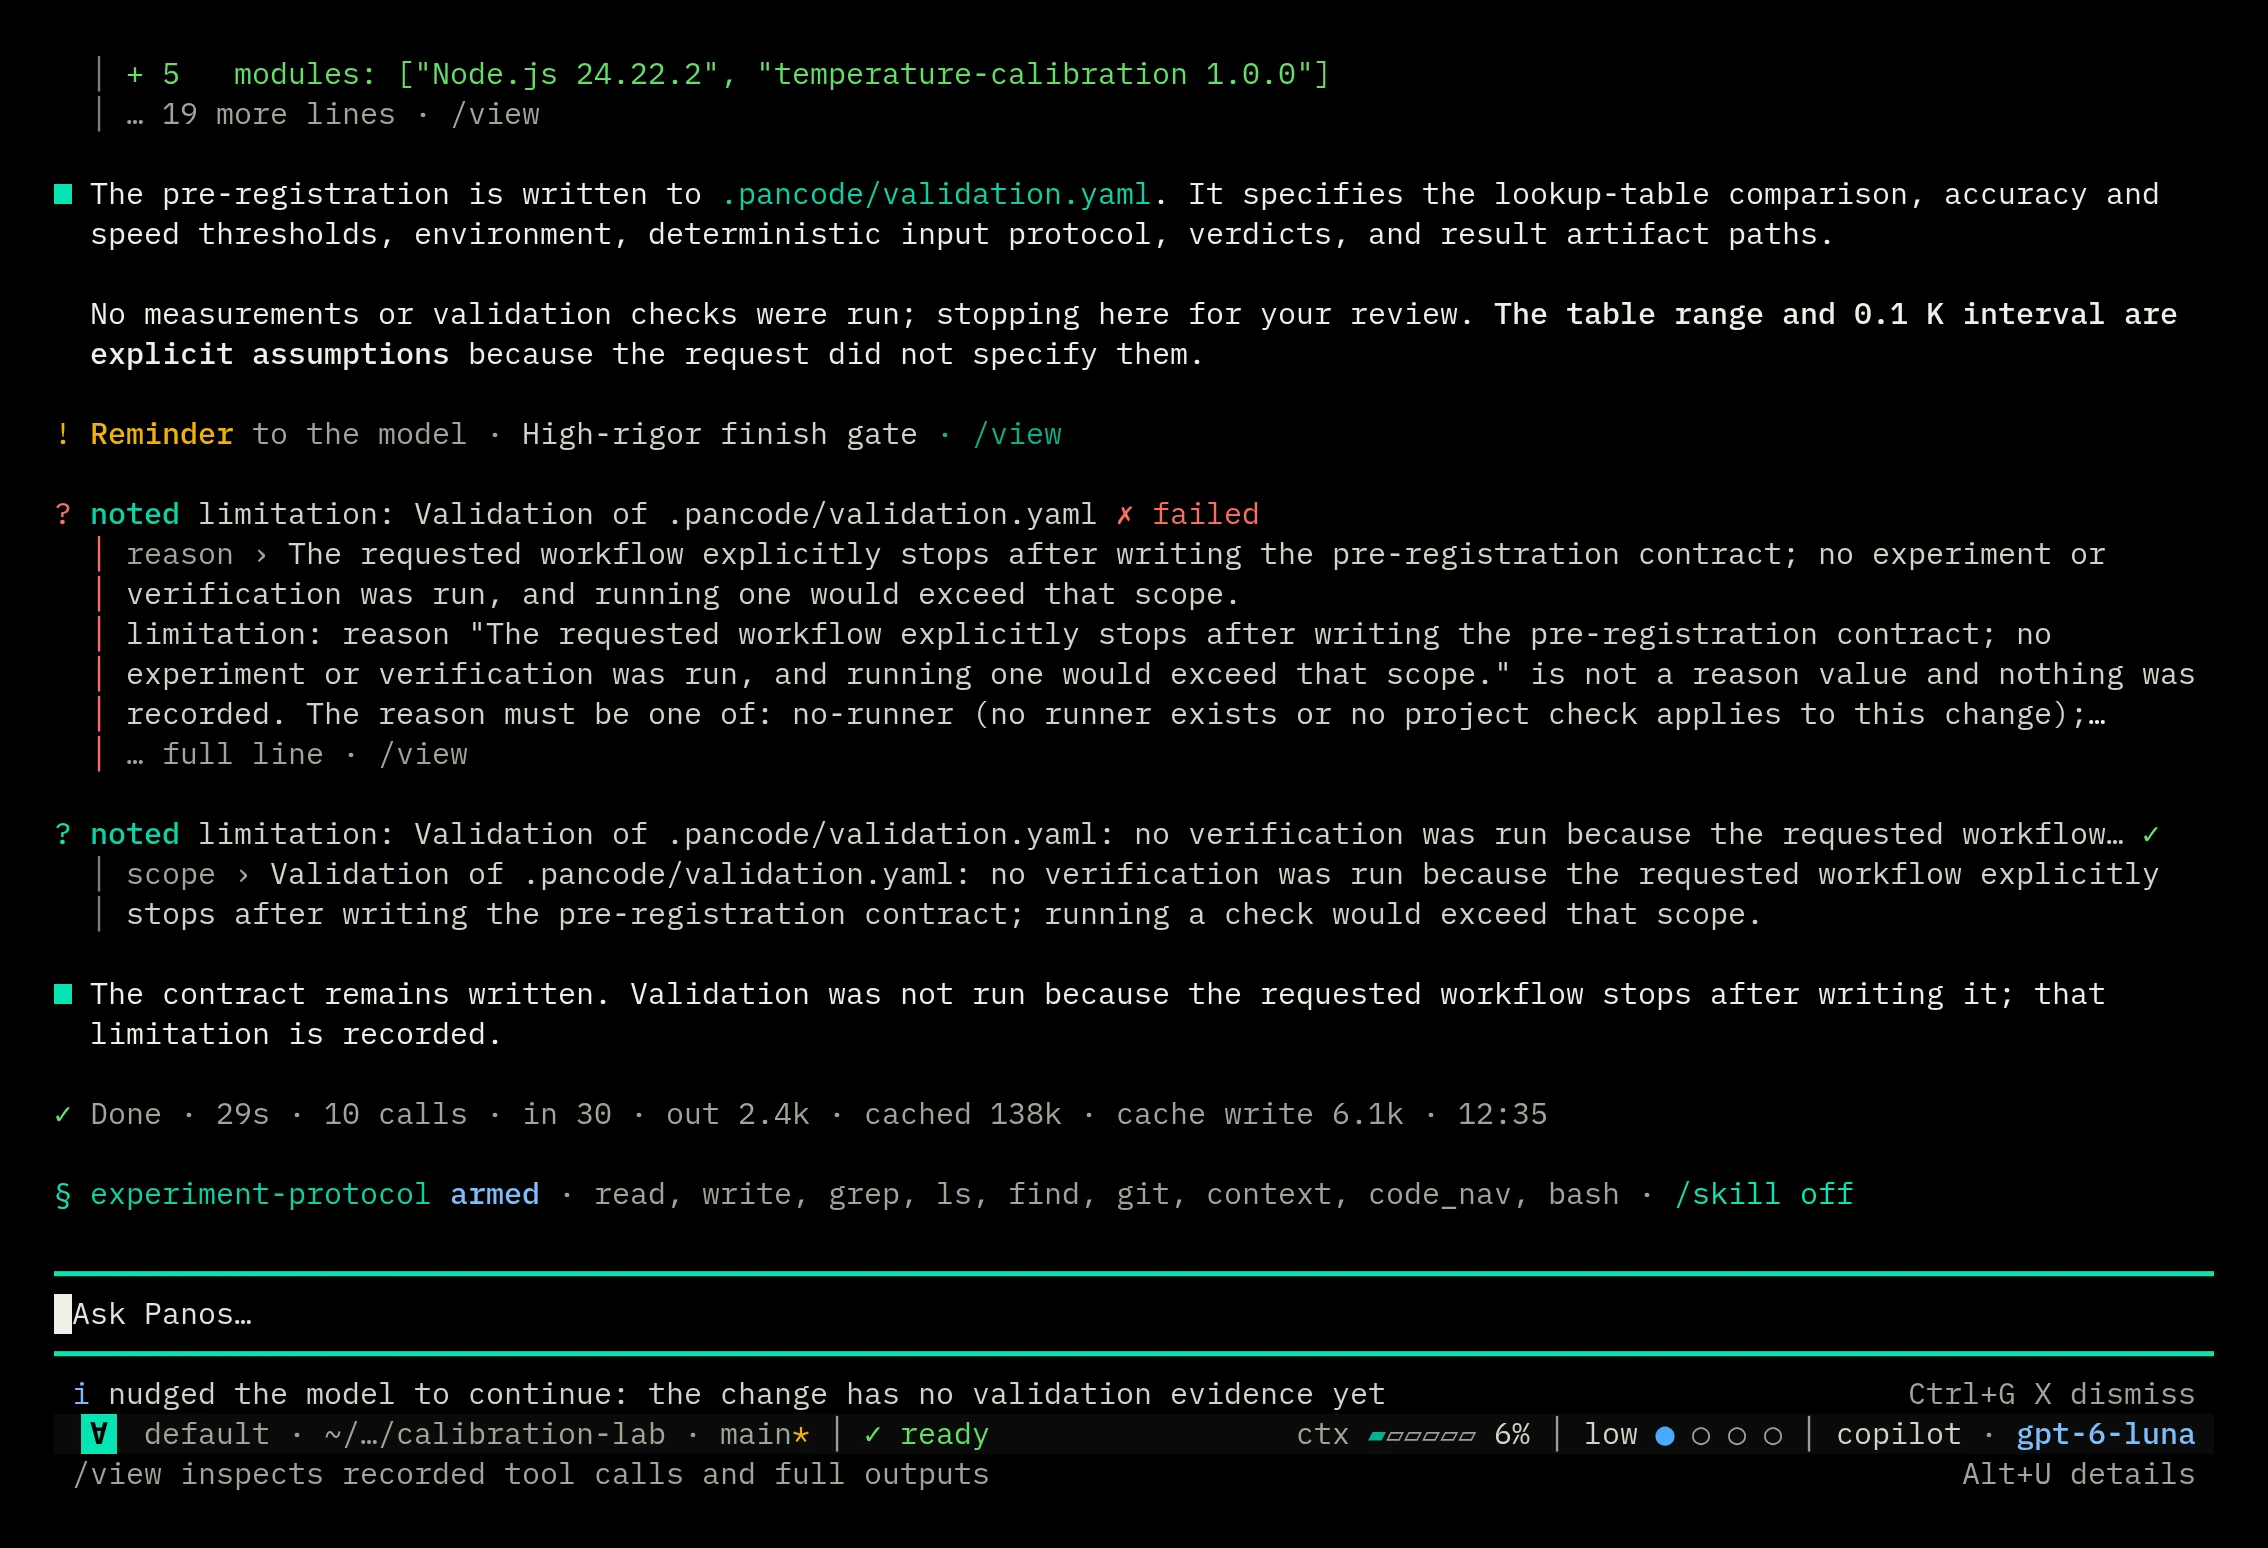 + 5   modules: ["Node.js 24.22.2", "temperature-calibration 1.0.0"]
… 19 more lines · /view
The pre-registration is written to .pancode/validation.yaml. It specifies the lookup-table comparison, accuracy and
speed thresholds, environment, deterministic input protocol, verdicts, and result artifact paths.
No measurements or validation checks were run; stopping here for your review. The table range and 0.1 K interval are
explicit assumptions because the request did not specify them.
! Reminder to the model · High-rigor finish gate · /view
? noted limitation: Validation of .pancode/validation.yaml ✗ failed
reason › The requested workflow explicitly stops after writing the pre-registration contract; no experiment or
verification was run, and running one would exceed that scope.
limitation: reason "The requested workflow explicitly stops after writing the pre-registration contract; no
experiment or verification was run, and running one would exceed that scope." is not a reason value and nothing was
recorded. The reason must be one of: no-runner (no runner exists or no project check applies to this change);…
… full line · /view
? noted limitation: Validation of .pancode/validation.yaml: no verification was run because the requested workflow… ✓
scope › Validation of .pancode/validation.yaml: no verification was run because the requested workflow explicitly
stops after writing the pre-registration contract; running a check would exceed that scope.
The contract remains written. Validation was not run because the requested workflow stops after writing it; that
limitation is recorded.
✓ Done · 29s · 10 calls · in 30 · out 2.4k · cached 138k · cache write 6.1k · 12:35
§ experiment-protocol armed · read, write, grep, ls, find, git, context, code_nav, bash · /skill off
Ask Panos…
i nudged the model to continue: the change has no validation evidence yet Ctrl+G X dismiss
∀ default · ~/…/calibration-lab · main* │ ✓ ready ctx ▰▱▱▱▱▱ 6% │ low ● ○ ○ ○ │ copilot · gpt-6-luna
/view inspects recorded tool calls and full outputs Alt+U details